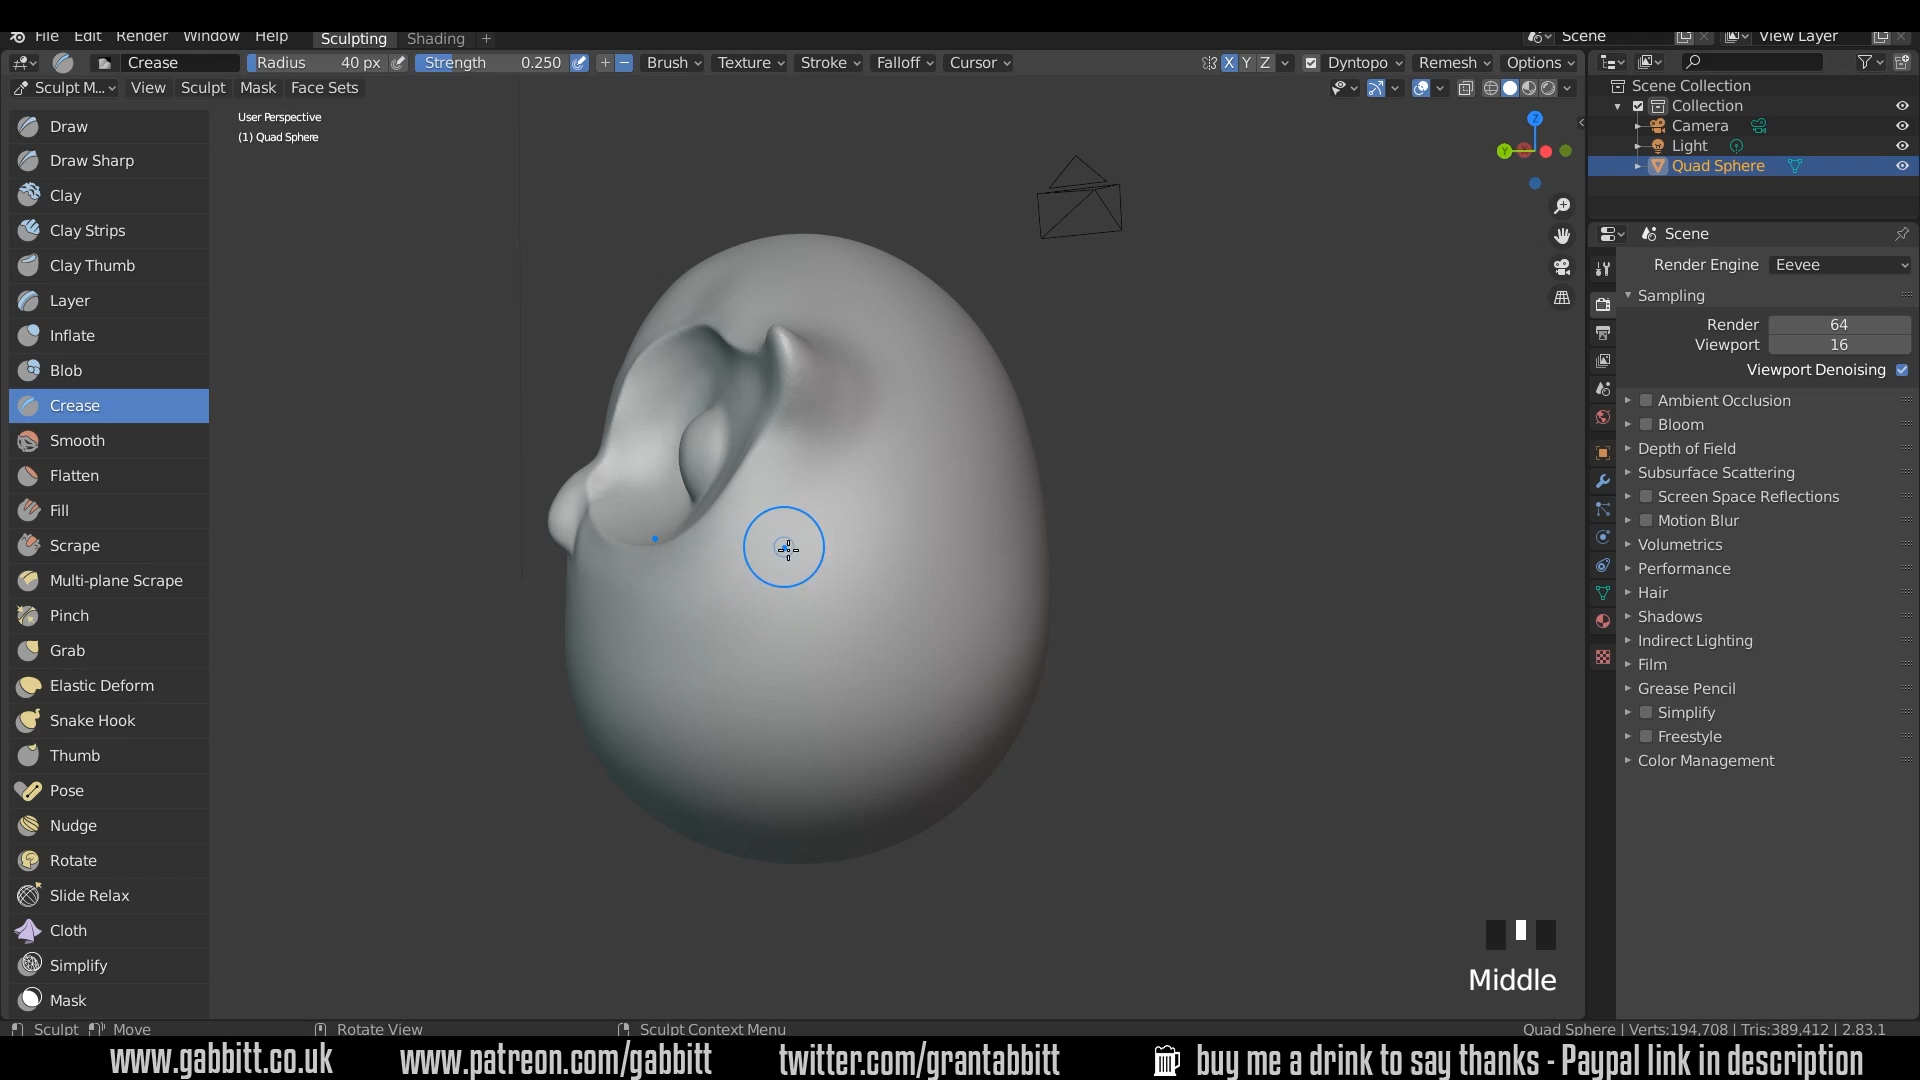 File Edit Render Window Help Sculpting Shading + Scene View Layer
Crease Radius 40 px Strength 0.250 Brush Texture Stroke Falloff Cursor X Y Z Dyntopo Remesh Options
Sculpt M... View Sculpt Mask Face Sets
User Perspective
(1) Quad Sphere
Z
Y
Draw
Draw Sharp
Clay
Clay Strips
Clay Thumb
Layer
Inflate
Blob
Crease
Smooth
Flatten
Fill
Scrape
Multi-plane Scrape
Pinch
Grab
Elastic Deform
Snake Hook
Thumb
Pose
Nudge
Rotate
Slide Relax
Cloth
Simplify
Mask
Scene Collection
Collection
Camera
Light
Quad Sphere
Scene
Render Engine Eevee
Sampling
Render 64
Viewport 16
Viewport Denoising
Ambient Occlusion
Bloom
Depth of Field
Subsurface Scattering
Screen Space Reflections
Motion Blur
Volumetrics
Performance
Hair
Shadows
Indirect Lighting
Film
Grease Pencil
Simplify
Freestyle
Color Management
Middle
Sculpt Move Rotate View Sculpt Context Menu Quad Sphere | Verts:194,708 | Tris:389,412 | 2.83.1
www.gabbitt.co.uk www.patreon.com/gabbitt twitter.com/grantabbitt buy me a drink to say thanks - Paypal link in description